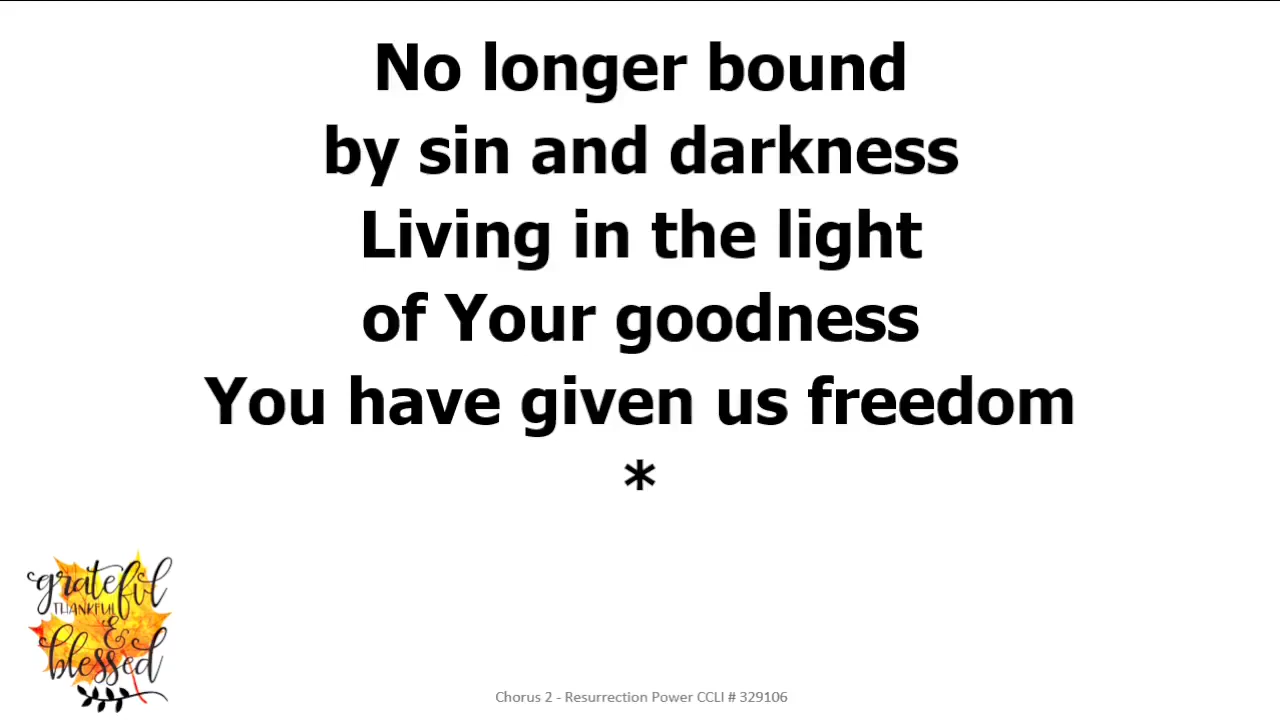 No longer bound
by sin and darkness
Living in the light
of Your goodness
You have given us freedom
*
grateful
THANKFUL
&
blessed
Chorus 2 - Resurrection Power CCLI # 329106